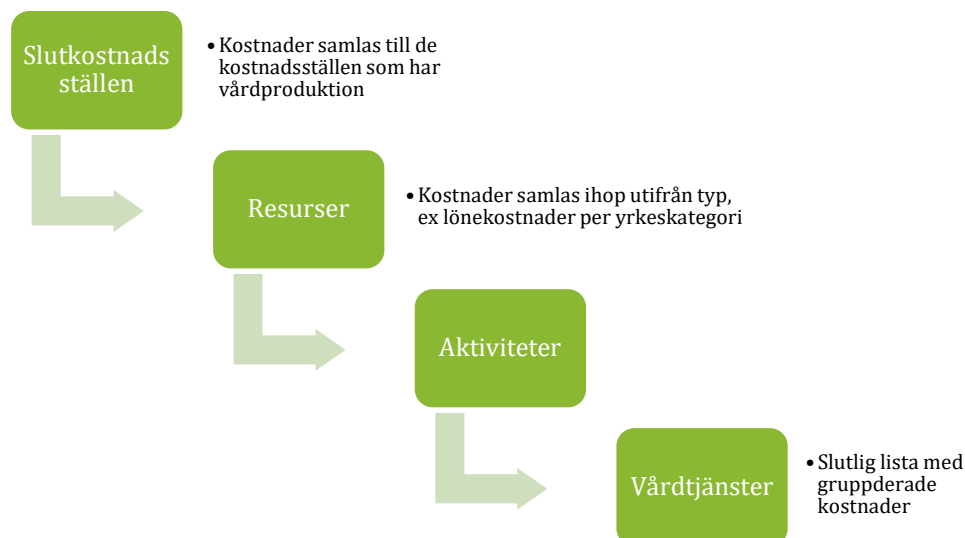 Slutkostnads
ställen
• Kostnader samlas till de
kostnadsställen som har
vårdproduktion
Resurser
• Kostnader samlas ihop utifrån typ,
ex lönekostnader per yrkeskategori
Aktiviteter
Vårdtjänster
• Slutlig lista med
gruppderade
kostnader